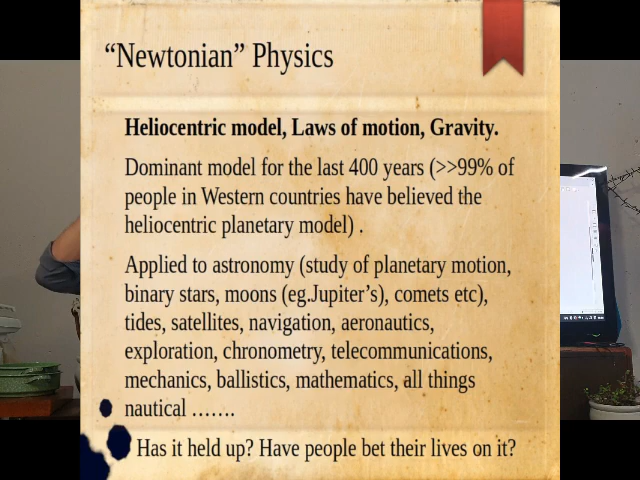 “Newtonian” Physics
Heliocentric model, Laws of motion, Gravity.
Dominant model for the last 400 years (>>99% of
people in Western countries have believed the
heliocentric planetary model) .
Applied to astronomy (study of planetary motion,
binary stars, moons (eg.Jupiter’s), comets etc),
tides, satellites, navigation, aeronautics,
exploration, chronometry, telecommunications,
mechanics, ballistics, mathematics, all things
nautical …….
Has it held up? Have people bet their lives on it?